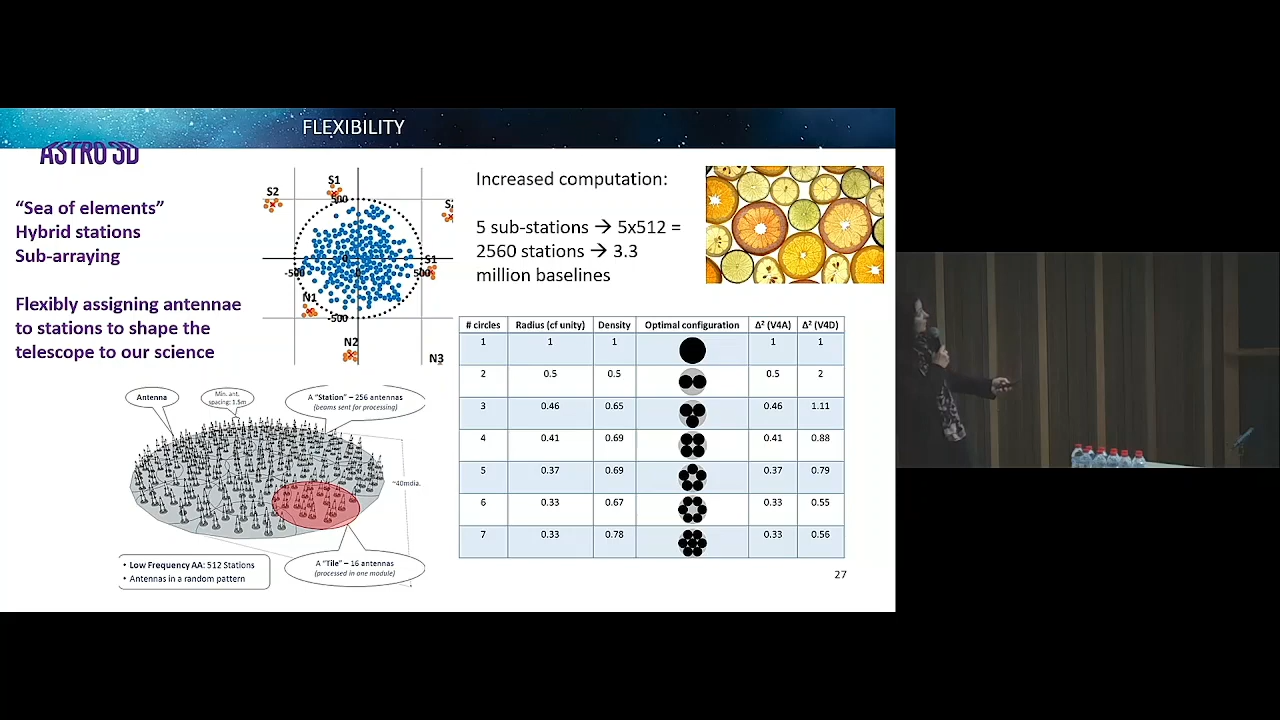 FLEXIBILITY
ASTRO 3D
“Sea of elements”
Hybrid stations
Sub-arraying
Flexibly assigning antennae
to stations to shape the
telescope to our science
S1
S2
500
-500
0
500
S1
N1
-500
N2
N3
Increased computation:
5 sub-stations → 5x512 =
2560 stations → 3.3
million baselines
Antenna
Min. ant.
spacing: 1.5m
A “Station” – 256 antennas
(beams sent for processing)
~40mdia.
• Low Frequency AA: 512 Stations
• Antennas in a random pattern
A “Tile” – 16 antennas
(processed in one module)
# circles Radius (cf unity) Density Optimal configuration Δ² (V4A) Δ² (V4D)
1 1 1 1 1
2 0.5 0.5 0.5 2
3 0.46 0.65 0.46 1.11
4 0.41 0.69 0.41 0.88
5 0.37 0.69 0.37 0.79
6 0.33 0.67 0.33 0.55
7 0.33 0.78 0.33 0.56
27